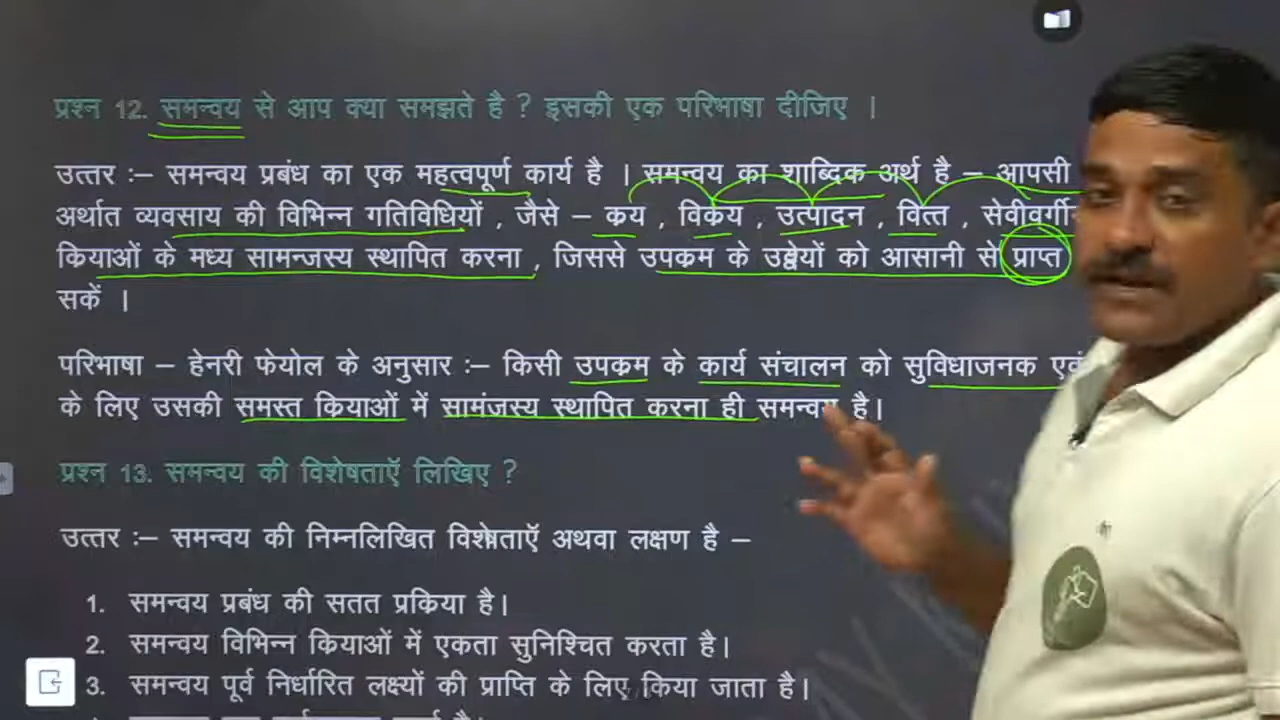 प्रश्न 12. समन्वय से आप क्या समझते है ? इसकी एक परिभाषा दीजिए ।
उत्तर :– समन्वय प्रबंध का एक महत्वपूर्ण कार्य है । समन्वय का शाब्दिक अर्थ है – आपसी
अर्थात व्यवसाय की विभिन्न गतिविधियों , जैसे – क्रय , विक्रय , उत्पादन , वित्त , सेवीवर्गी
क्रियाओं के मध्य सामन्जस्य स्थापित करना , जिससे उपक्रम के को आसानी से प्राप्त
सकें ।
परिभाषा – हेनरी फेयोल के अनुसार :– किसी उपक्रम के कार्य संचालन को सुविधाजनक एवं
के लिए उसकी समस्त क्रियाओं में सामंजस्य स्थापित करना ही समन्वय है।
प्रश्न 13. समन्वय की विशेषताऍ लिखिए ?
उत्तर :– समन्वय की निम्नलिखित विशेषताऍ अथवा लक्षण है –
1. समन्वय प्रबंध की सतत प्रक्रिया है।
2. समन्वय विभिन्न क्रियाओं में एकता सुनिश्चित करता है।
3. समन्वय पूर्व निर्धारित लक्ष्यों की प्राप्ति के लिए किया जाता है।